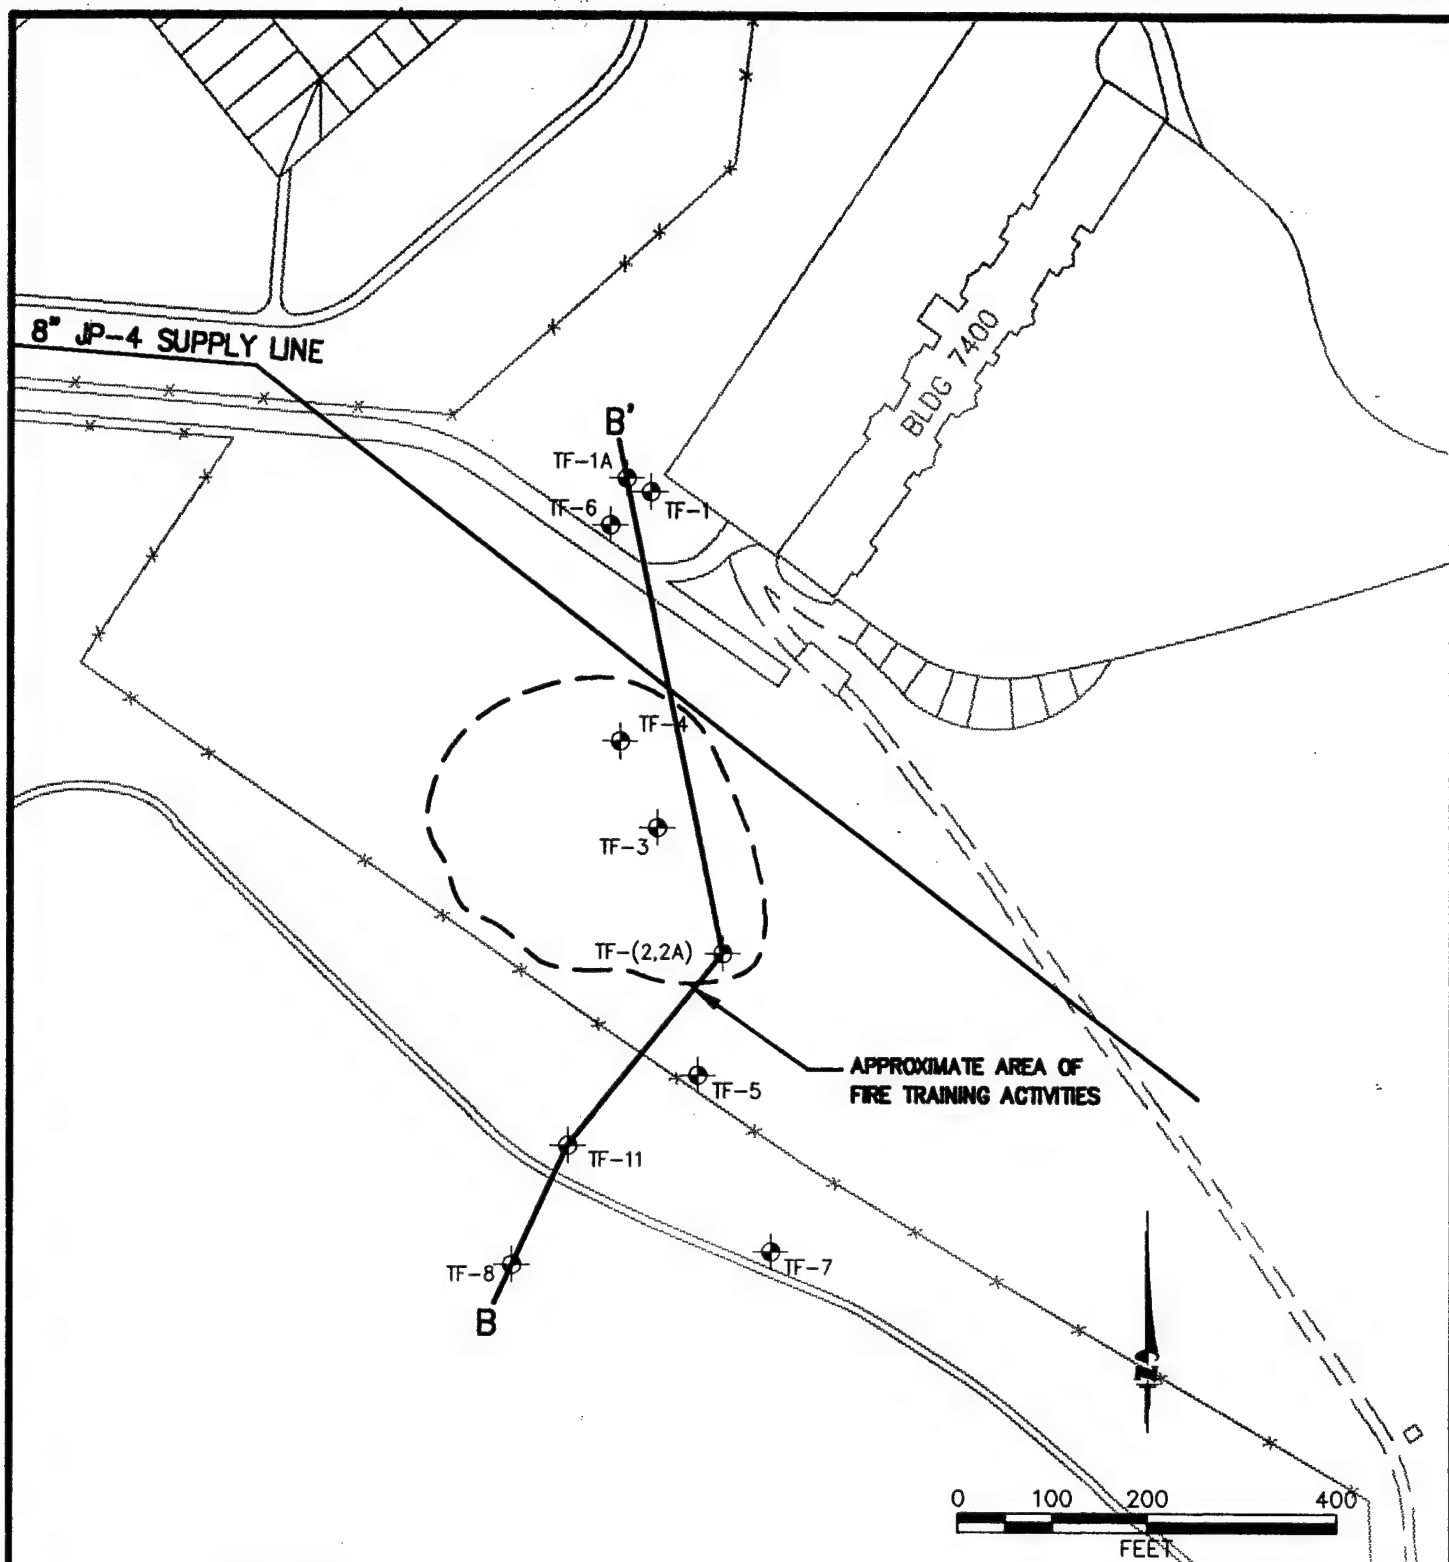 8" JP-4 SUPPLY LINE
BLDG 7400
B'
TF-1A
TF-1
TF-6
TF-4
TF-3
TF-(2,2A)
APPROXIMATE AREA OF
FIRE TRAINING ACTIVITIES
TF-5
TF-11
TF-7
TF-8
B
N
0 100 200 400
FEET